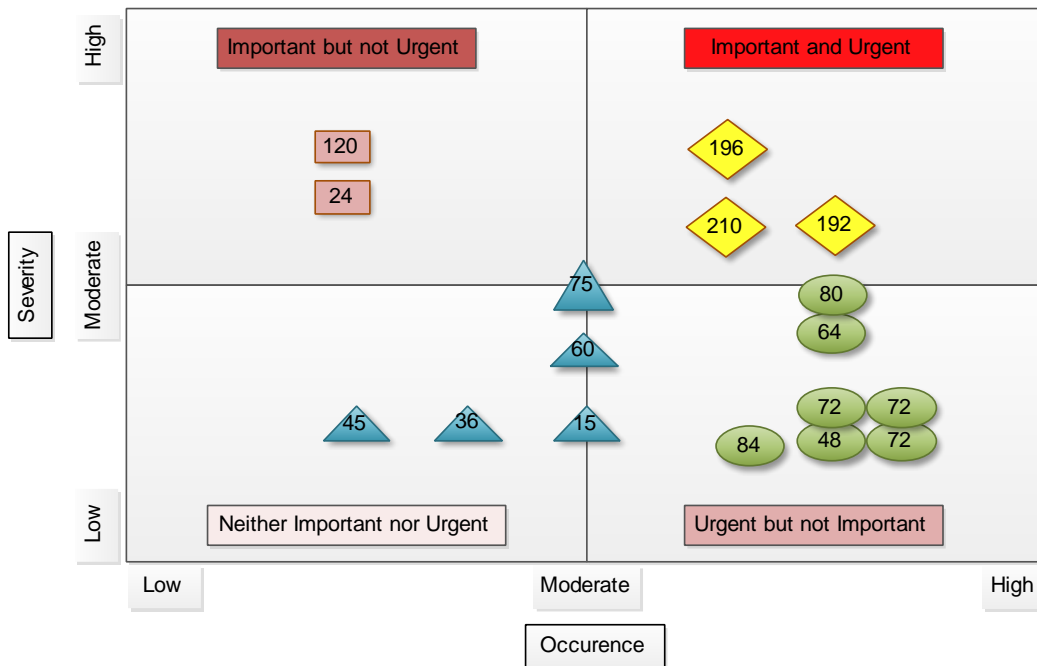 High
Important but not Urgent
Important and Urgent
120
196
24
210
192
Severity
Moderate
75
80
64
60
45
36
15
72
72
84
48
72
Low
Neither Important nor Urgent
Urgent but not Important
Low
Moderate
High
Occurence